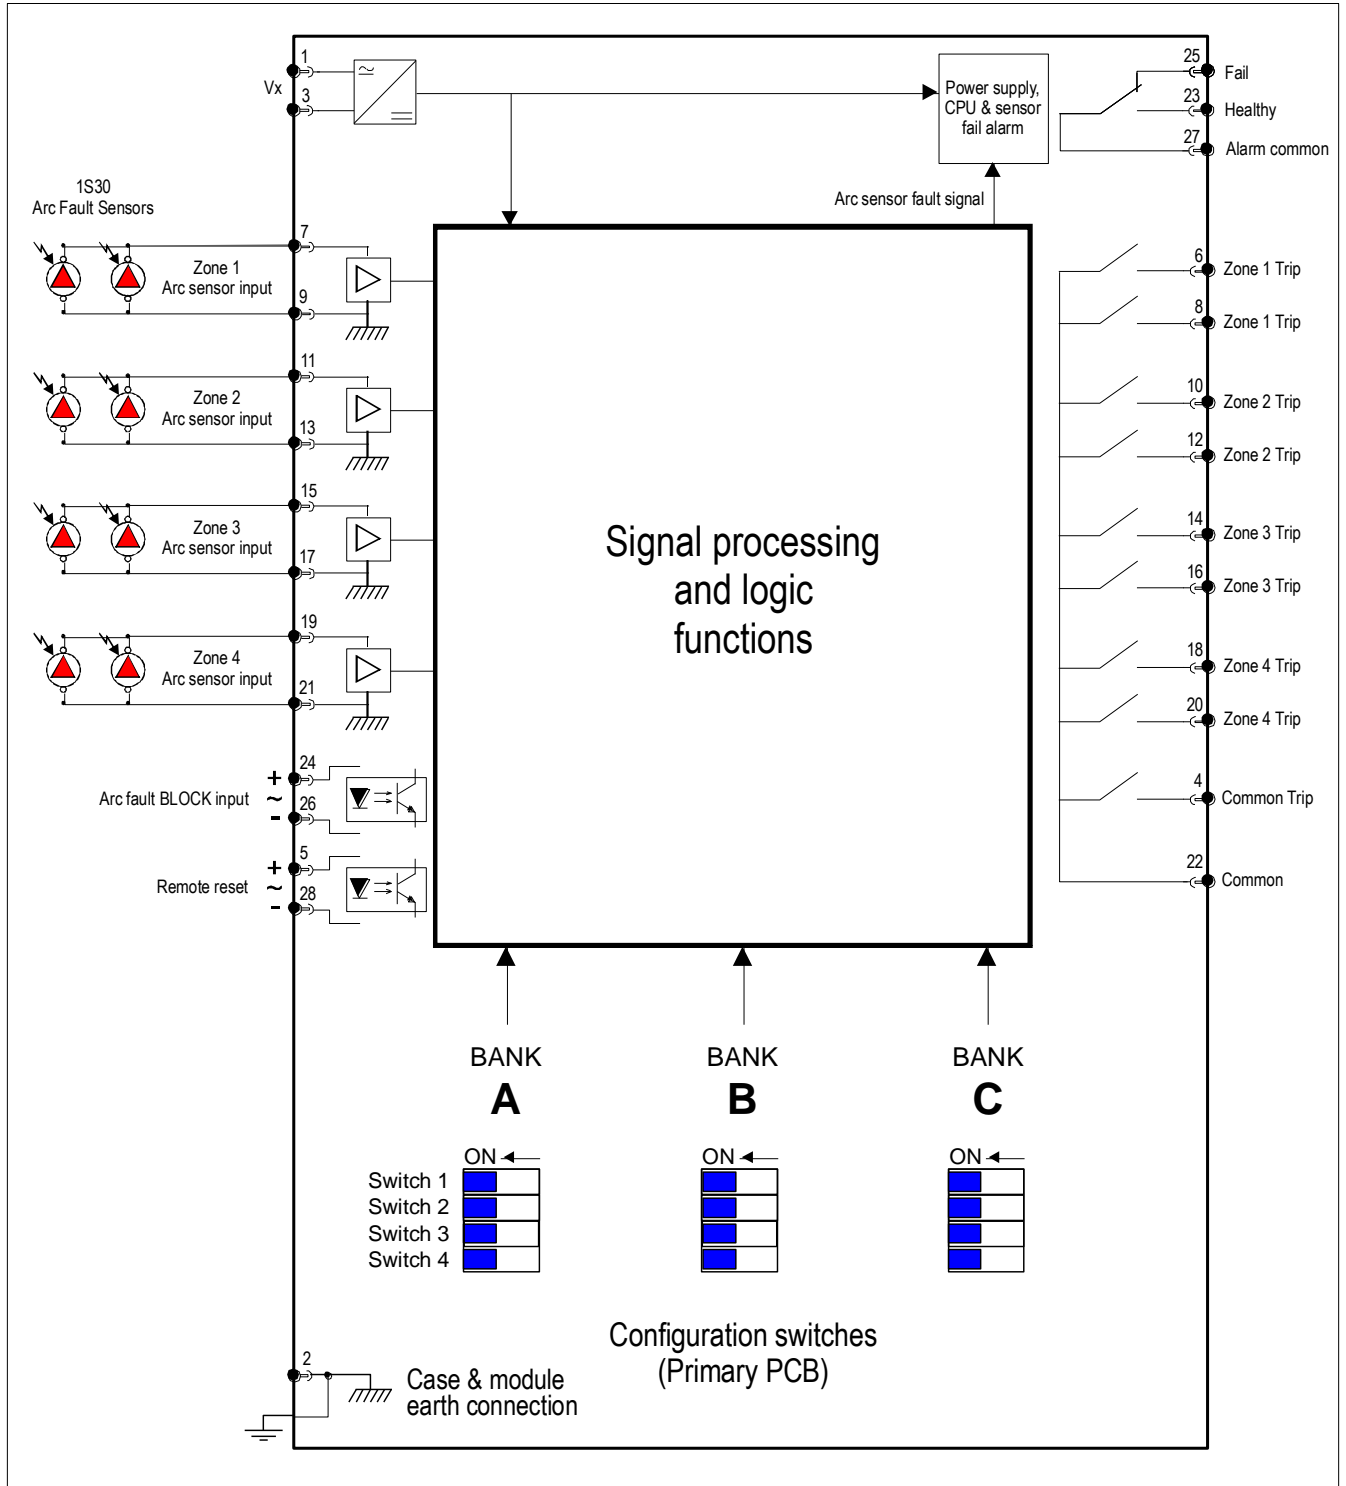 1
Vx
3
Power supply,
CPU & sensor
fail alarm
25
Fail
23
Healthy
27
Alarm common
1S30
Arc Fault Sensors
Arc sensor fault signal
7
Zone 1
Arc sensor input
9
11
Zone 2
Arc sensor input
13
15
Zone 3
Arc sensor input
17
19
Zone 4
Arc sensor input
21
24
+
Arc fault BLOCK input ~
26
-
5
+
Remote reset ~
28
-
Signal processing
and logic
functions
6
Zone 1 Trip
8
Zone 1 Trip
10
Zone 2 Trip
12
Zone 2 Trip
14
Zone 3 Trip
16
Zone 3 Trip
18
Zone 4 Trip
20
Zone 4 Trip
4
Common Trip
22
Common
BANK
A
BANK
B
BANK
C
ON
ON
ON
Switch 1
Switch 2
Switch 3
Switch 4
Configuration switches
(Primary PCB)
2
Case & module
earth connection